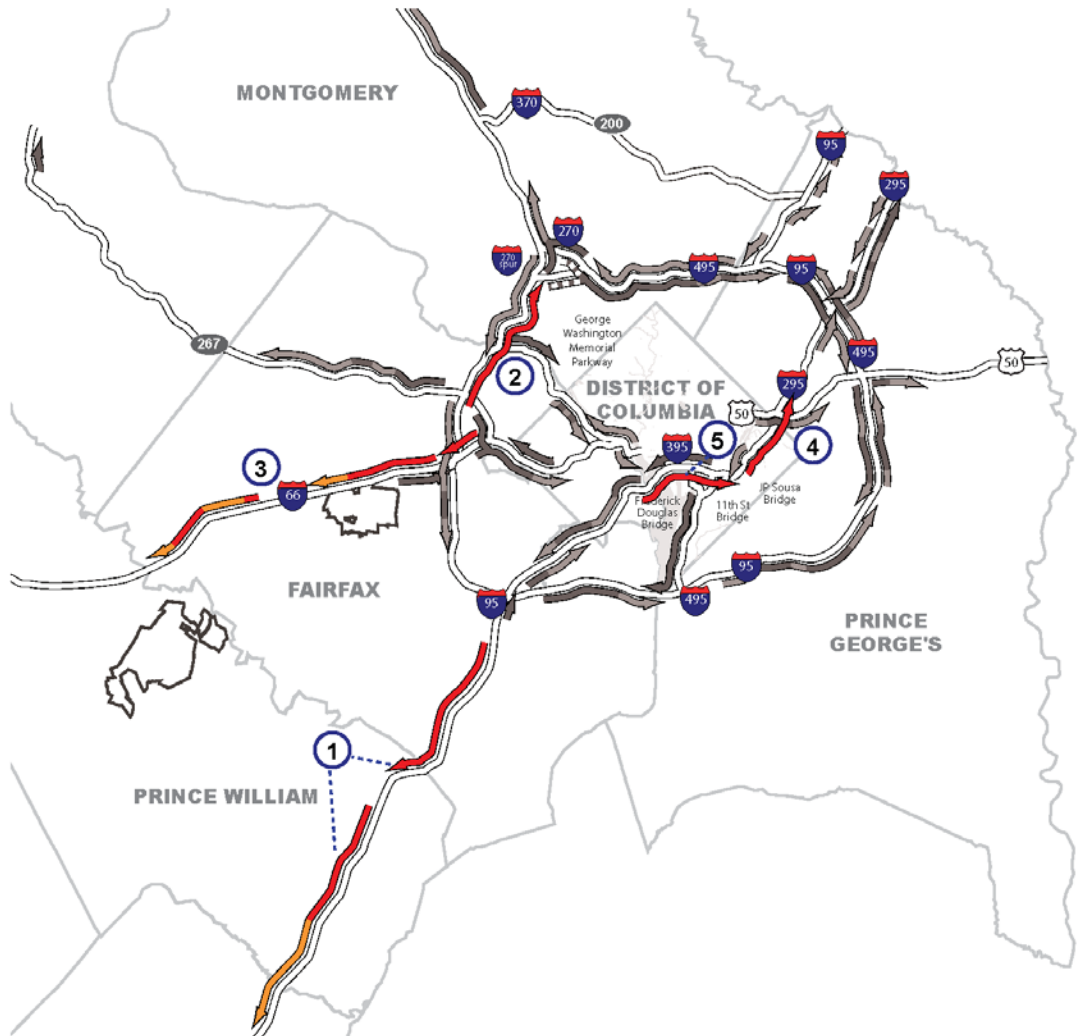 MONTGOMERY
370
200
95
295
270
270
spur
495
95
267
George
Washington
Memorial
Parkway
495
50
2
DISTRICT OF
COLUMBIA
295
50
5
4
395
3
66
Frederick
Douglas
Bridge
11th St
Bridge
JP Sousa
Bridge
FAIRFAX
95
95
495
PRINCE
GEORGE'S
1
PRINCE WILLIAM